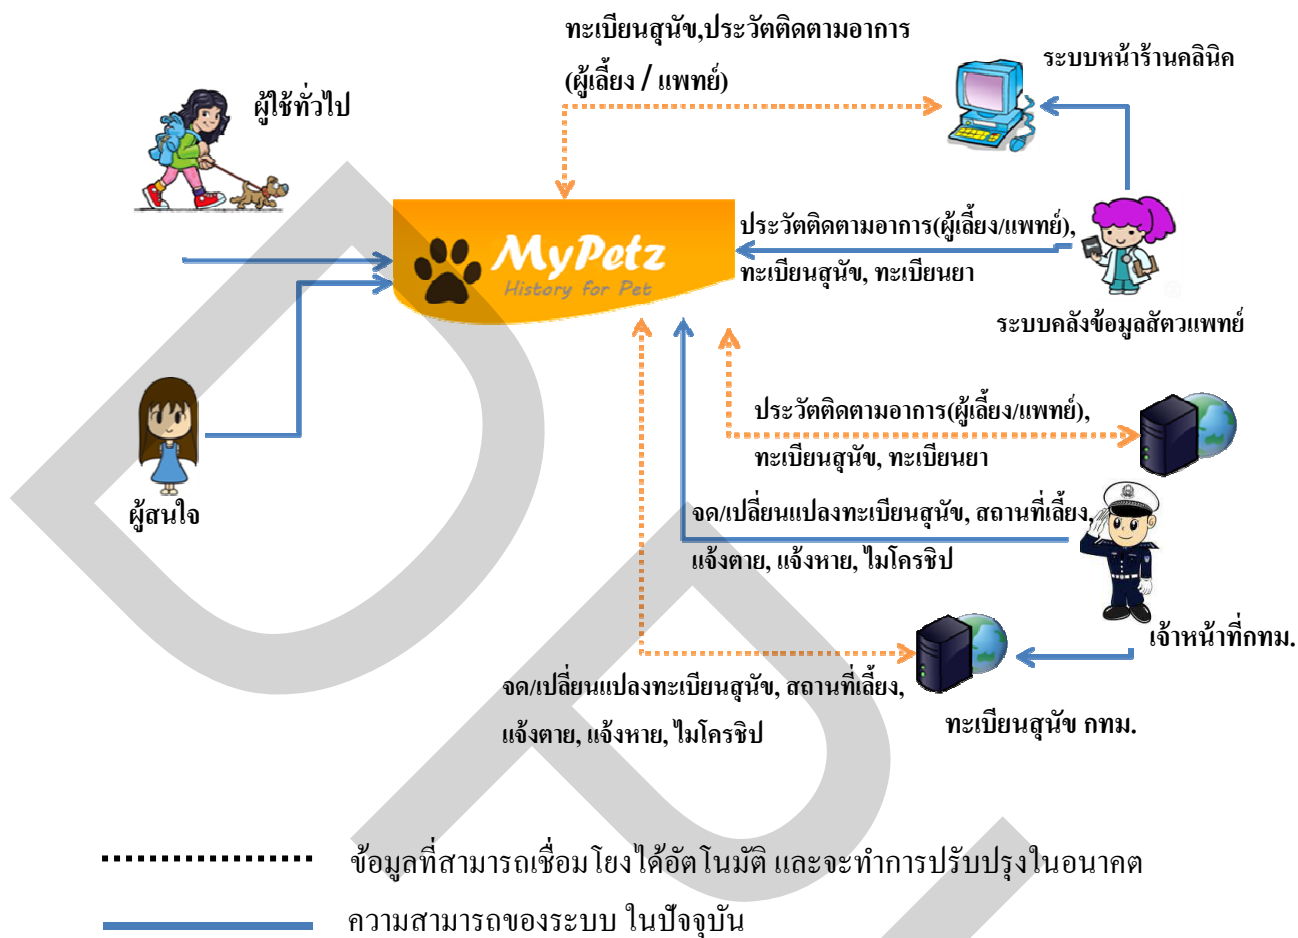 ทะเบียนสุนัข,ประวัตติดตามอาการ
(ผู้เลี้ยง / แพทย์)
ระบบหน้าร้านคลินิค
ผู้ใช้ทั่วไป
MyPetz
History for Pet
ประวัตติดตามอาการ(ผู้เลี้ยง/แพทย์),
ทะเบียนสุนัข, ทะเบียนยา
ระบบคลังข้อมูลสัตวแพทย์
ประวัตติดตามอาการ(ผู้เลี้ยง/แพทย์),
ทะเบียนสุนัข, ทะเบียนยา
ผู้สนใจ
จด/เปลี่ยนแปลงทะเบียนสุนัข, สถานที่เลี้ยง,
แจ้งตาย, แจ้งหาย, ไมโครชิป
เจ้าหน้าที่กทม.
จด/เปลี่ยนแปลงทะเบียนสุนัข, สถานที่เลี้ยง,
แจ้งตาย, แจ้งหาย, ไมโครชิป
ทะเบียนสุนัข กทม.
ข้อมูลที่สามารถเชื่อมโยงได้อัตโนมัติ และจะทำการปรับปรุงในอนาคต
ความสามารถของระบบ ในปัจจุบัน